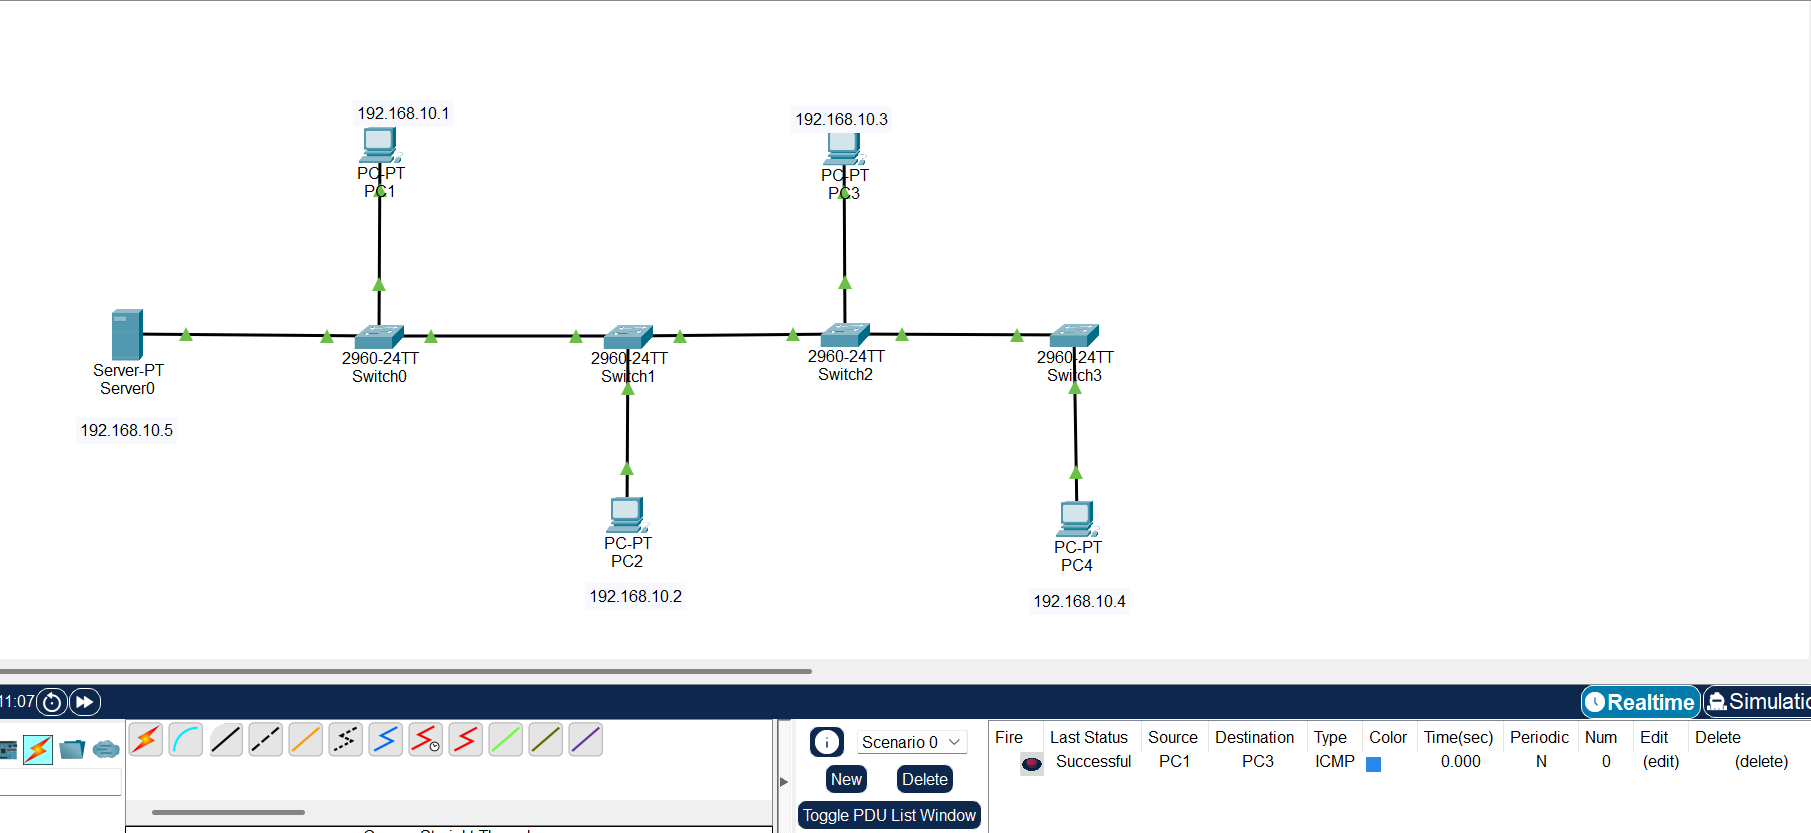 192.168.10.1
PC-PT
PC1
192.168.10.3
PC-PT
PC3
Server-PT
Server0
192.168.10.5
2960-24TT
Switch0
2960-24TT
Switch1
2960-24TT
Switch2
2960-24TT
Switch3
PC-PT
PC2
192.168.10.2
PC-PT
PC4
192.168.10.4
11:07
Realtime
Scenario 0
New
Delete
Toggle PDU List Window
Fire Last Status Source Destination Type Color Time(sec) Periodic Num Edit Delete
Successful PC1 PC3 ICMP 0.000 N 0 (edit) (delete)